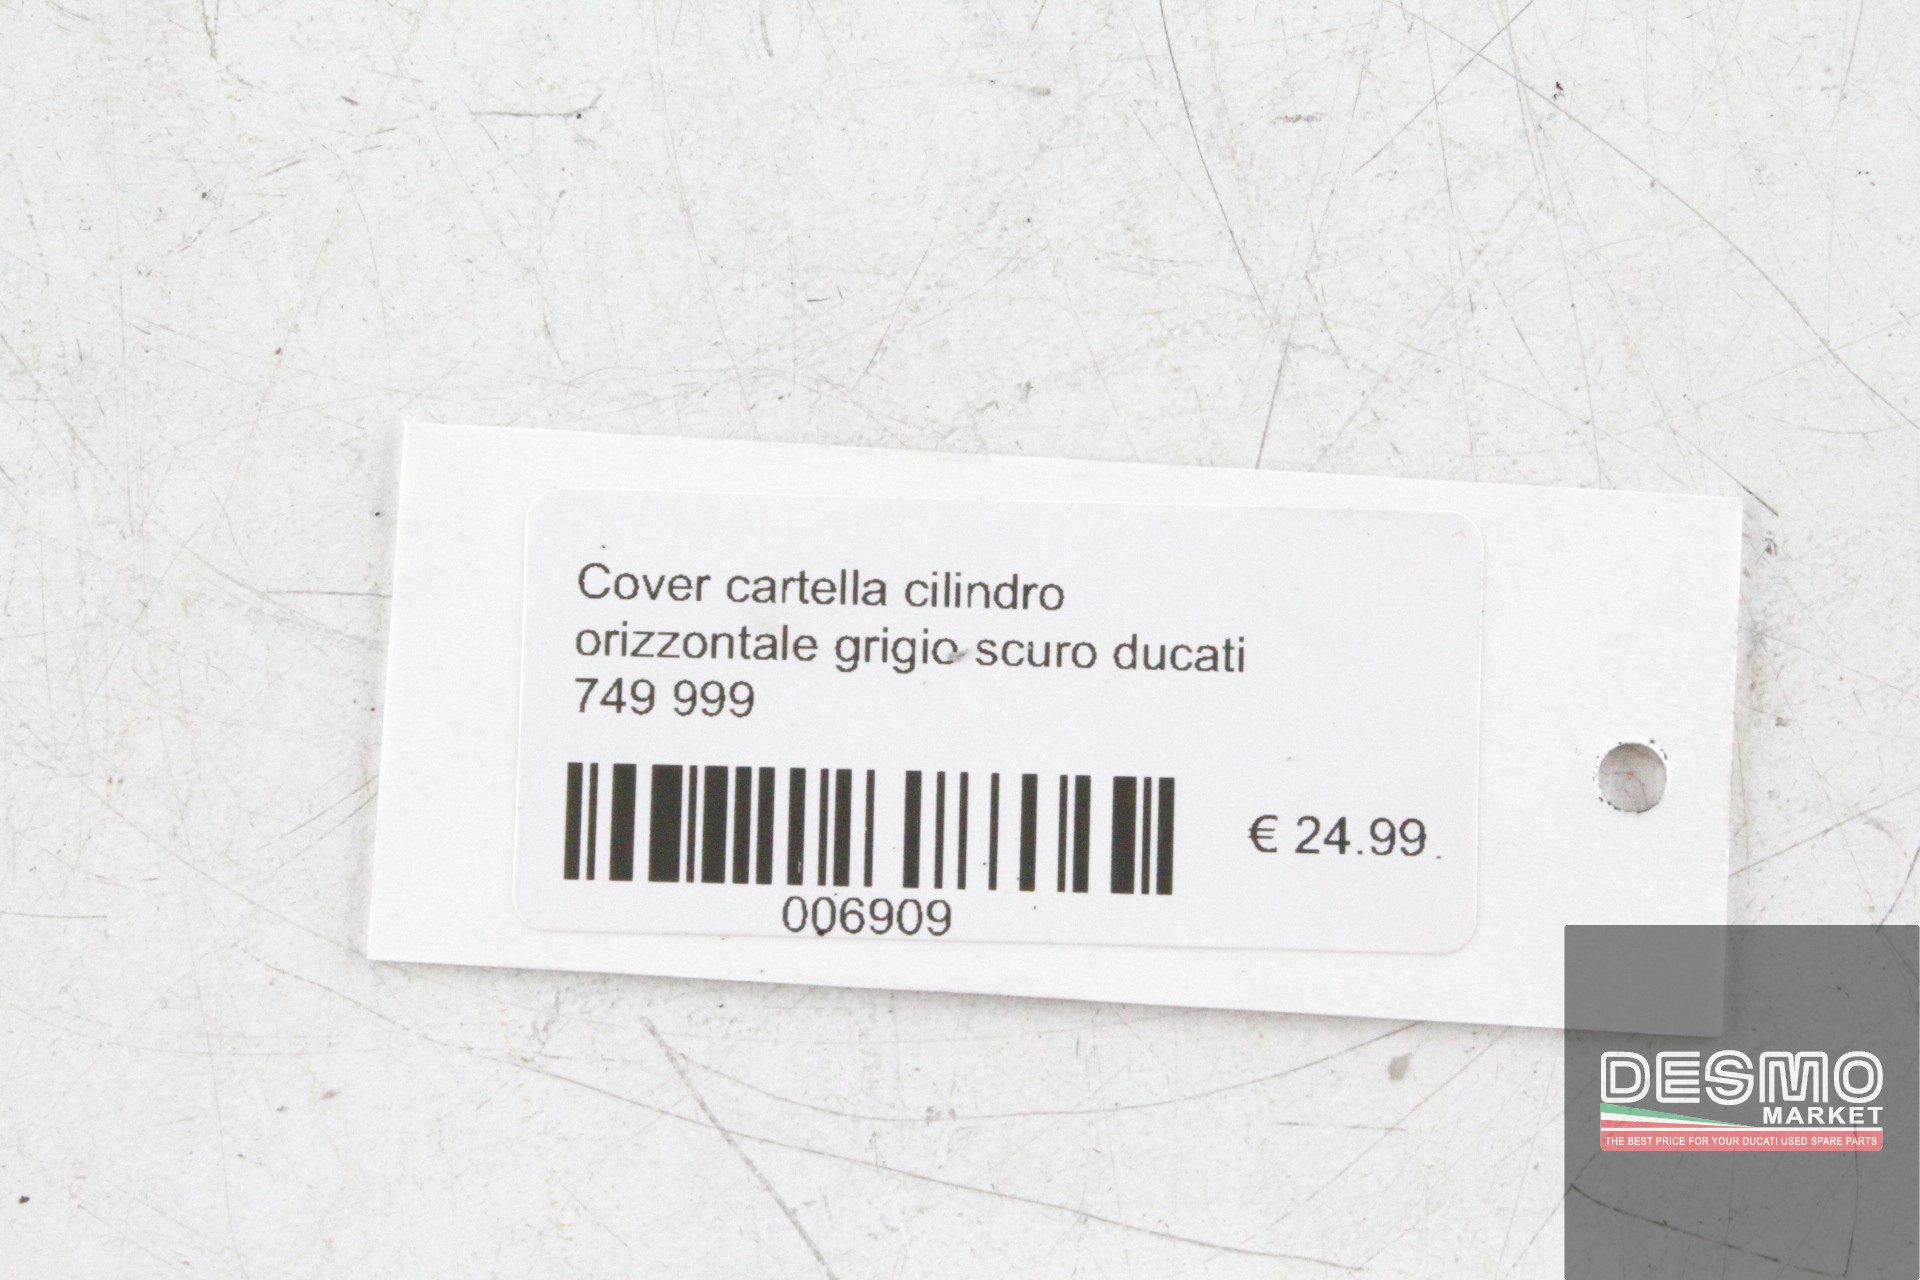 Cover cartella cilindro
orizzontale grigio scuro ducati
749 999
€ 24.99
006909
DESMO
MARKET
THE BEST PRICE FOR YOUR DUCATI USED SPARE PARTS